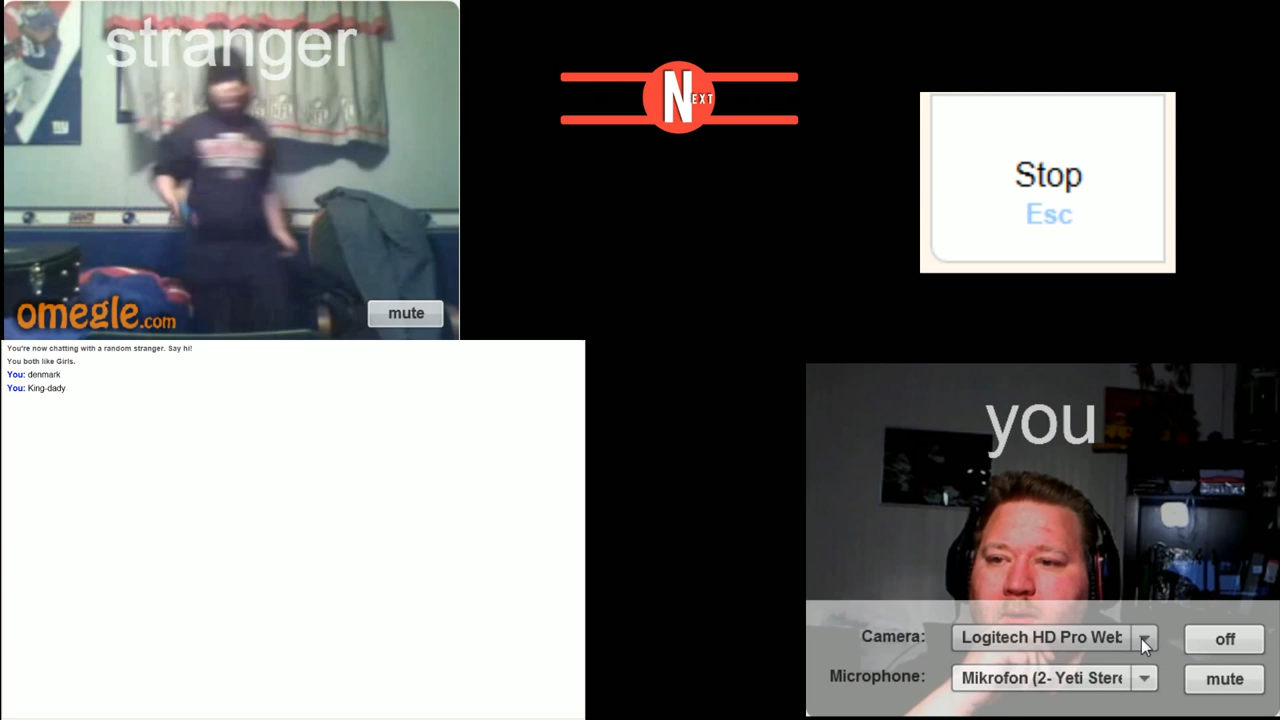 stranger
NEXT
Stop
Esc
omegle.com
mute
You're now chatting with a random stranger. Say hi!
You both like Girls.
You: denmark
You: King-dady
you
Camera:
Logitech HD Pro Web
off
Microphone:
Mikrofon (2- Yeti Stere
mute